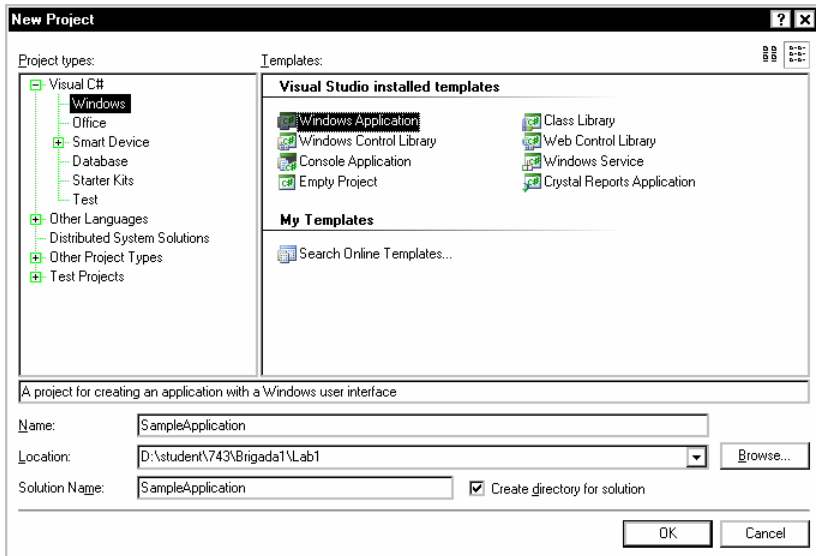 New Project
Project types:
Templates:
Visual C#
Windows
Office
Smart Device
Database
Starter Kits
Test
Other Languages
Distributed System Solutions
Other Project Types
Test Projects
Visual Studio installed templates
Windows Application
Class Library
Windows Control Library
Web Control Library
Console Application
Windows Service
Empty Project
Crystal Reports Application
My Templates
Search Online Templates...
A project for creating an application with a Windows user interface
Name: SampleApplication
Location: D:\student\743\Brigada1\Lab1 Browse...
Solution Name: SampleApplication Create directory for solution
OK Cancel